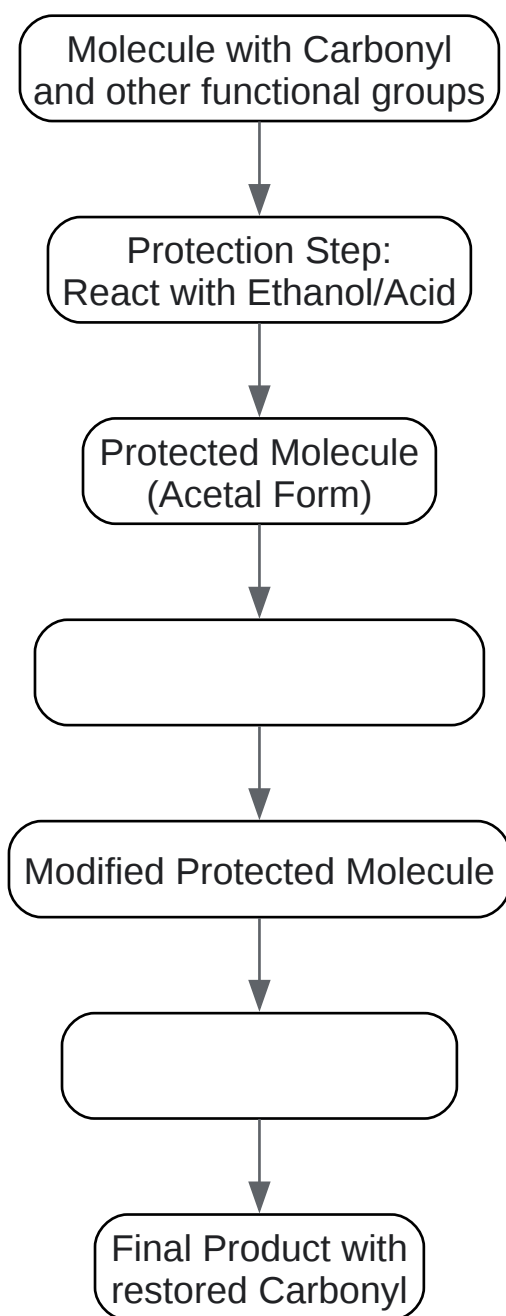 Molecule with Carbonyl
and other functional groups
Protection Step:
React with Ethanol/Acid
Protected Molecule
(Acetal Form)
Modified Protected Molecule
Final Product with
restored Carbonyl